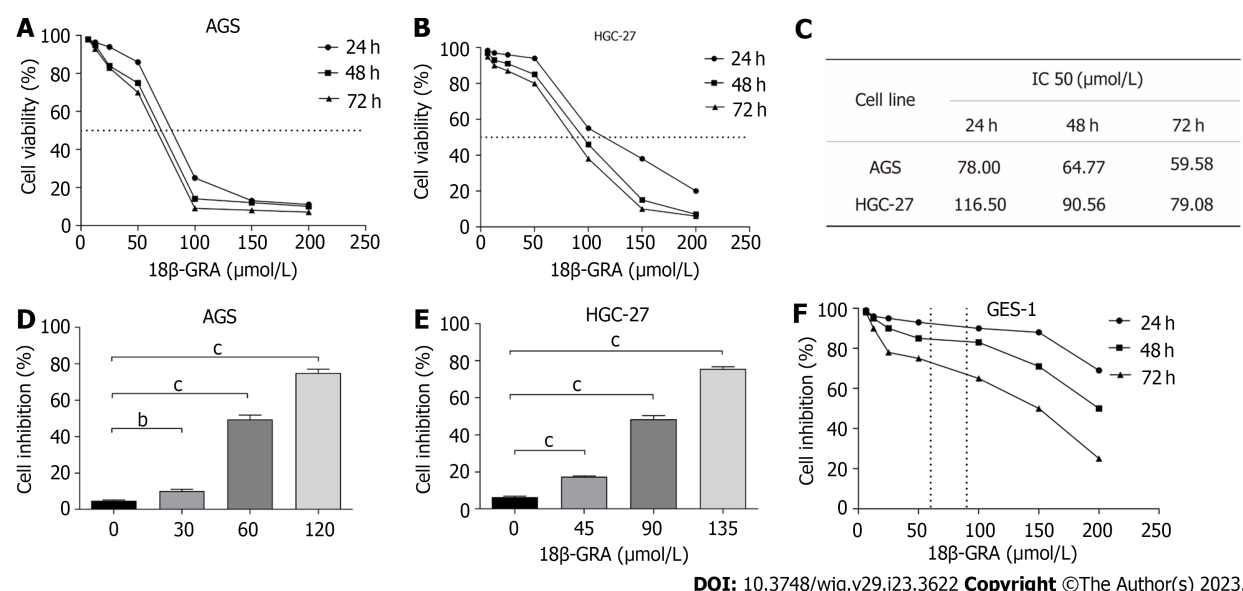 A
AGS
Cell viability (%)
100
80
60
40
20
0
0
50
100
150
200
250
18β-GRA (µmol/L)
24 h
48 h
72 h
B
HGC-27
Cell viability (%)
100
80
60
40
20
0
0
50
100
150
200
250
18β-GRA (µmol/L)
24 h
48 h
72 h
C
Cell line
IC 50 (µmol/L)
24 h 48 h 72 h
AGS 78.00 64.77 59.58
HGC-27 116.50 90.56 79.08
D
AGS
Cell inhibition (%)
100
80
60
40
20
0
c
c
b
0 30 60 120
E
HGC-27
Cell inhibition (%)
100
80
60
40
20
0
c
c
c
0 45 90 135
18β-GRA (µmol/L)
F
GES-1
Cell inhibition (%)
100
80
60
40
20
0
0
50
100
150
200
250
18β-GRA (µmol/L)
24 h
48 h
72 h
DOI: 10.3748/wjg.v29.i23.3622 Copyright ©The Author(s) 2023.